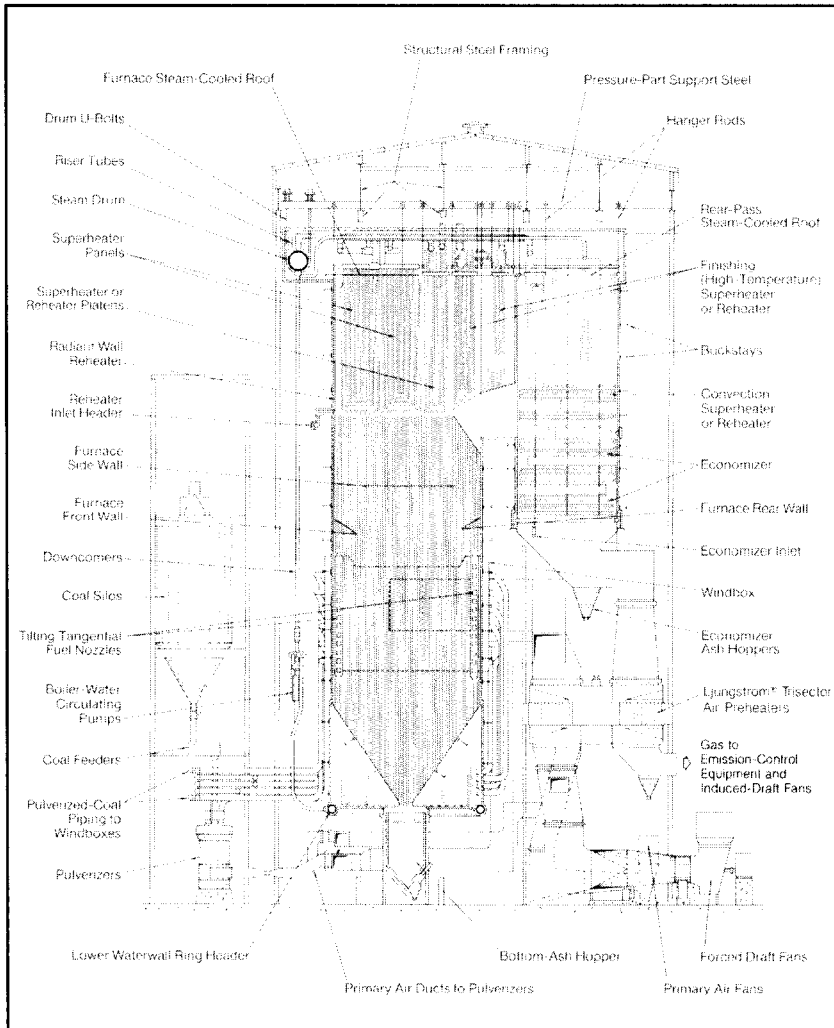 Structural Steel Framing
Furnace Steam-Cooled Roof
Pressure-Part Support Steel
Drum U-Bolts
Hanger Rods
Riser Tubes
Steam Drum
Rear-Pass
Steam-Cooled Roof
Superheater
Panels
Finishing
(High-Temperature)
Superheater
or Reheater
Superheater or
Reheater Platens
Radiant Wall
Reheater
Buckstays
Reheater
Inlet Header
Convection
Superheater
or Reheater
Furnace
Side Wall
Economizer
Furnace
Front Wall
Furnace Rear Wall
Downcomers
Economizer Inlet
Coal Silos
Windbox
Tilting Tangential
Fuel Nozzles
Economizer
Ash Hoppers
Boiler-Water
Circulating
Pumps
Ljungstrom™ Trisector
Air Preheaters
Coal Feeders
Gas to
Emission-Control
Equipment and
Induced-Draft Fans
Pulverized-Coal
Piping to
Windboxes
Pulverizers
Lower Waterwall Ring Header
Bottom-Ash Hopper
Forced Draft Fans
Primary Air Ducts to Pulverizers
Primary Air Fans